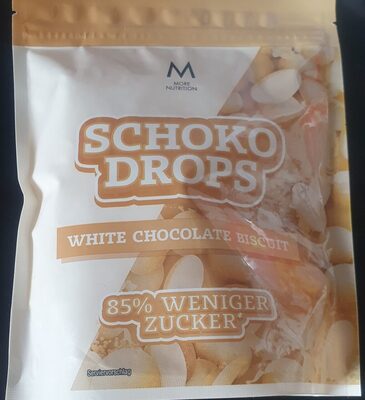 M
MORE
NUTRITION
SCHOKO
DROPS
WHITE CHOCOLATE BISCUIT
85% WENIGER
ZUCKER*
Serviervorschlag